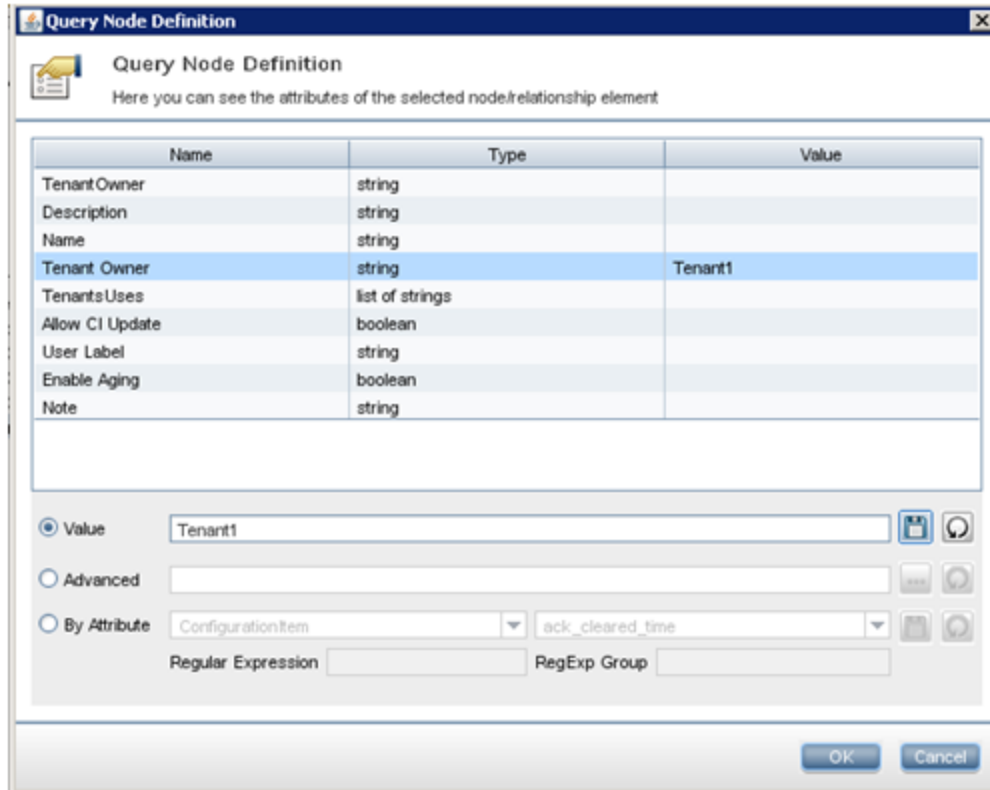 Query Node Definition
Query Node Definition
Here you can see the attributes of the selected node/relationship element
Name Type Value
TenantOwner string
Description string
Name string
Tenant Owner string Tenant1
TenantsUses list of strings
Allow CI Update boolean
User Label string
Enable Aging boolean
Note string
Value Tenant1
Advanced ...
By Attribute ConfigurationItem ack_cleared_time
Regular Expression RegExp Group
OK Cancel